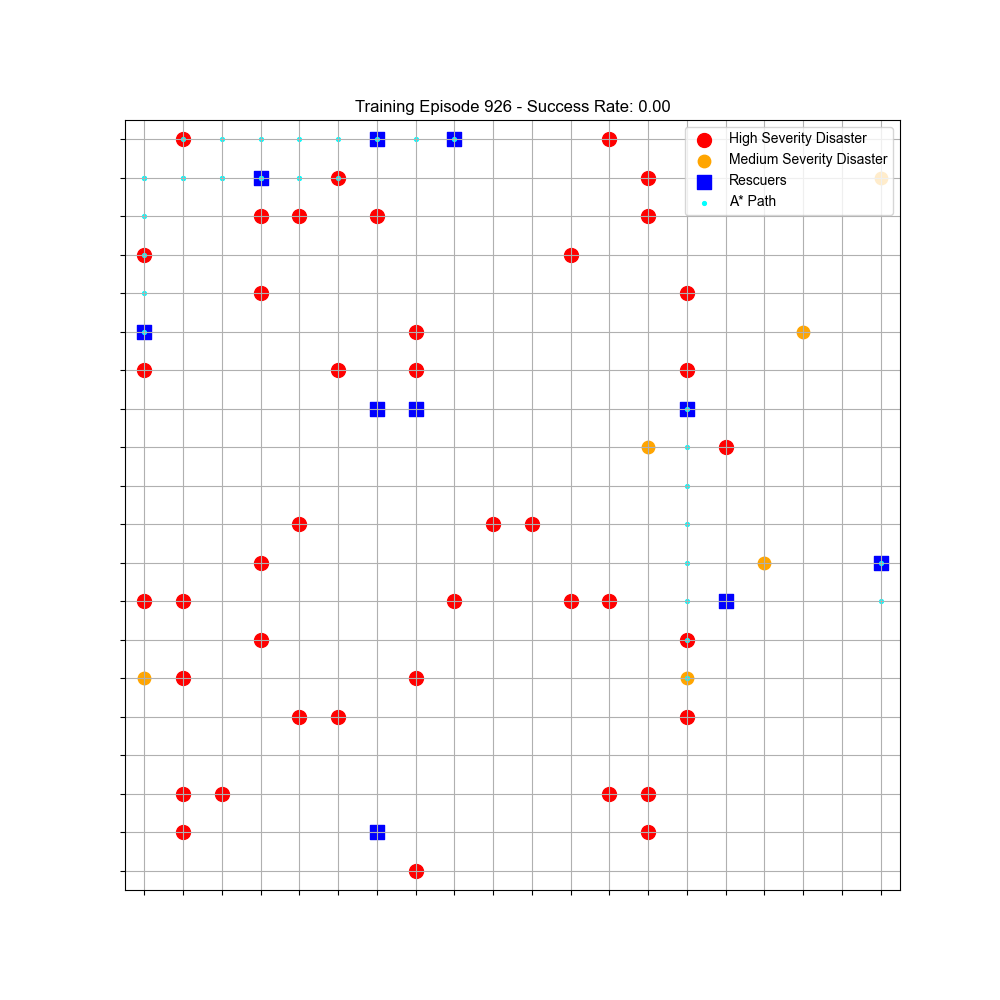 Training Episode 926 - Success Rate: 0.00
High Severity Disaster
Medium Severity Disaster
Rescuers
A* Path